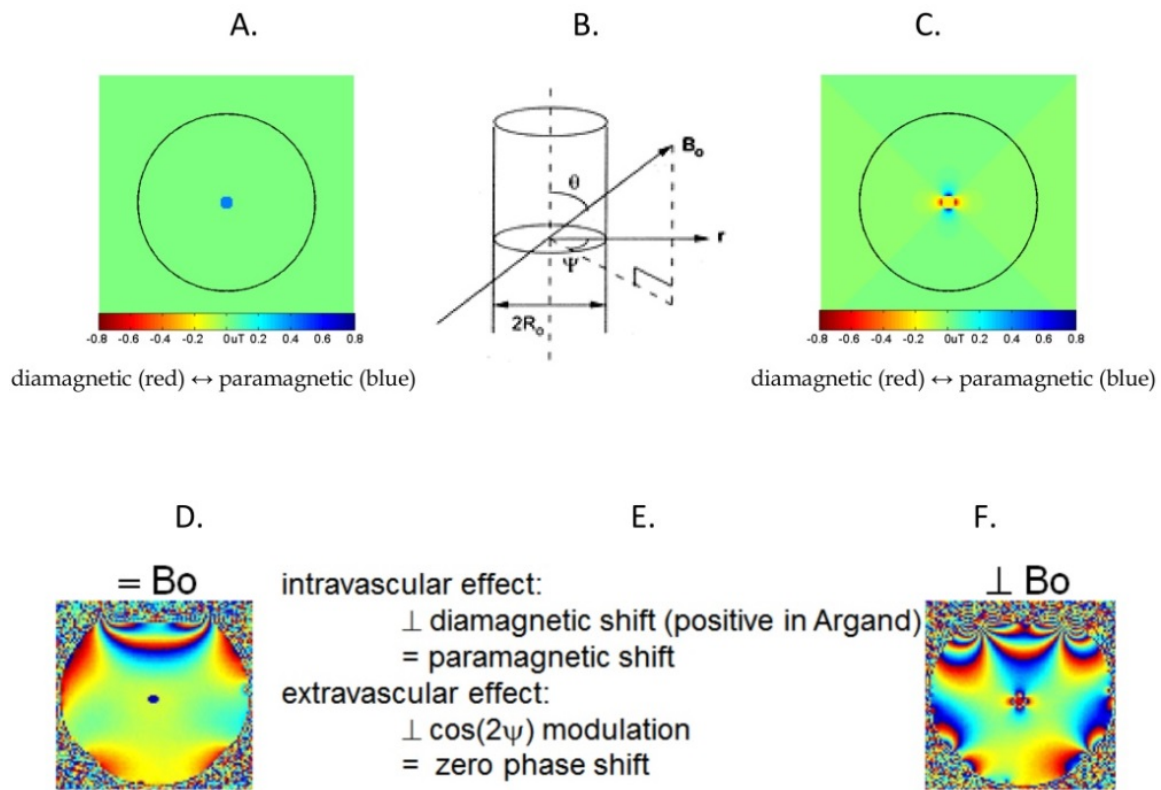 A.
B.
C.
θ
B₀
r
Ψ
2R₀
-0.8 -0.6 -0.4 -0.2 0uT 0.2 0.4 0.6 0.8
-0.8 -0.6 -0.4 -0.2 0uT 0.2 0.4 0.6 0.8
diamagnetic (red) ↔ paramagnetic (blue)
diamagnetic (red) ↔ paramagnetic (blue)
D.
E.
F.
= Bo
intravascular effect:
⊥ diamagnetic shift (positive in Argand)
= paramagnetic shift
extravascular effect:
⊥ cos(2ψ) modulation
= zero phase shift
⊥ Bo